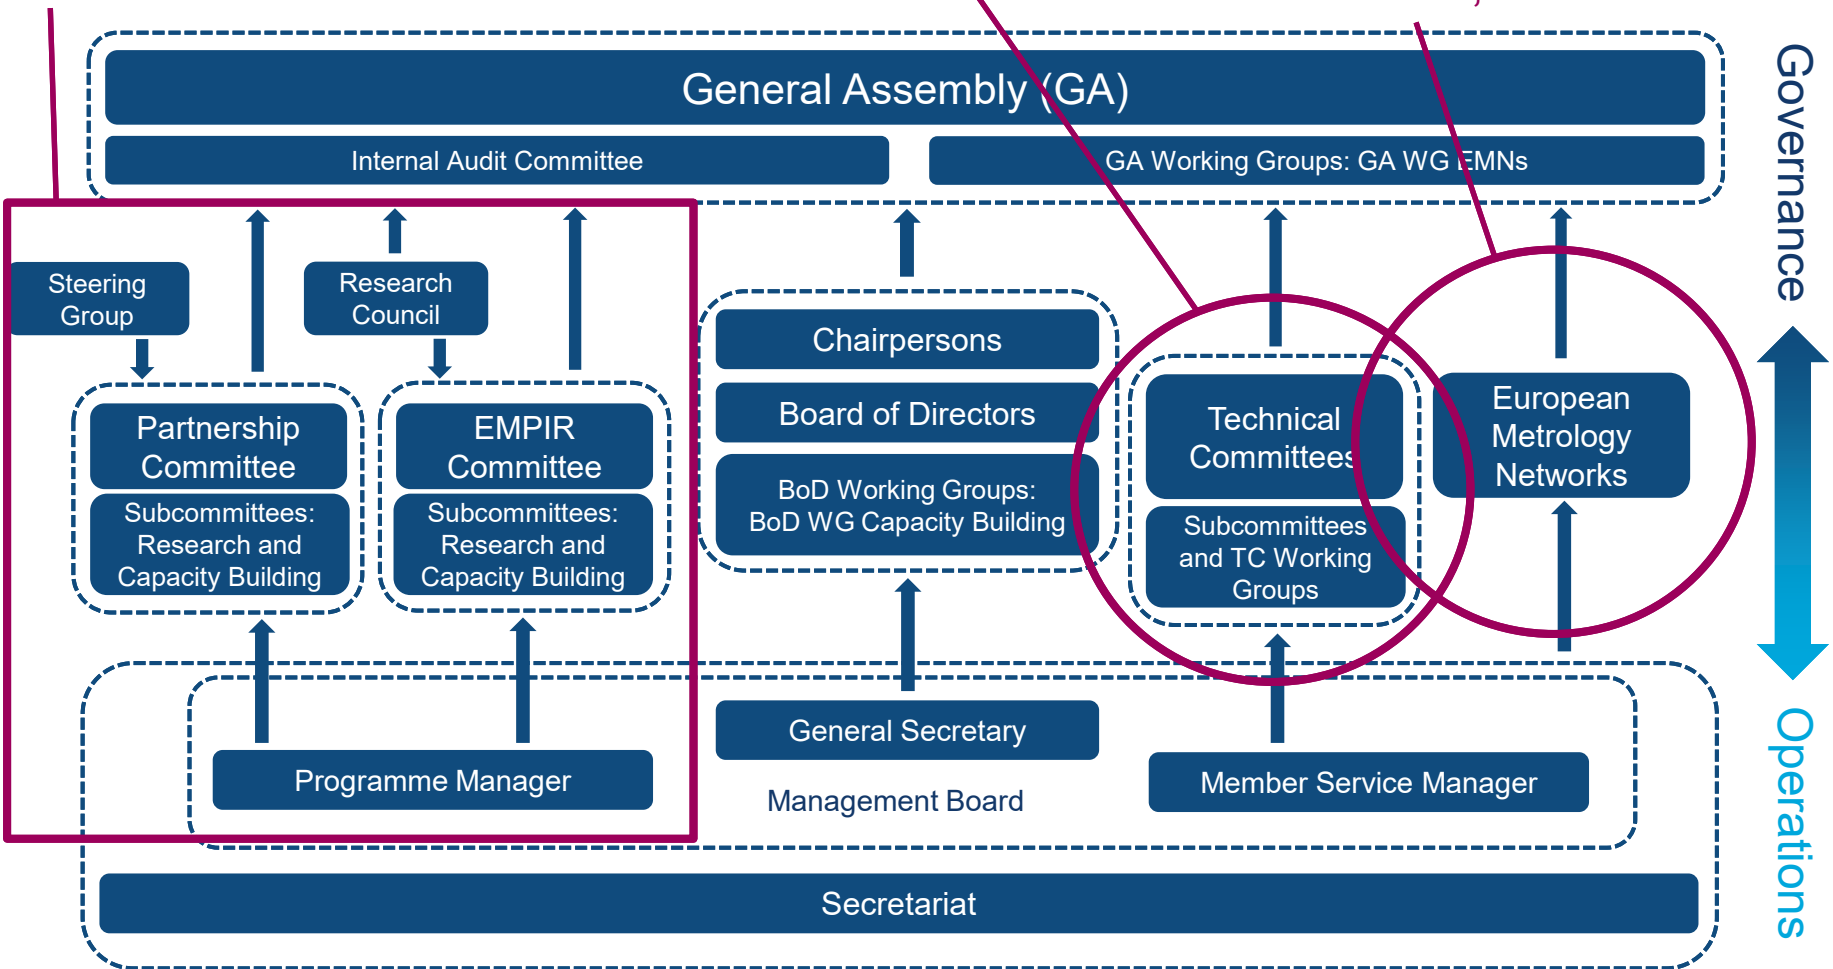 General Assembly (GA)
Internal Audit Committee
GA Working Groups: GA WG EMNs
Governance
Steering
Group
Research
Council
Chairpersons
Board of Directors
BoD Working Groups:
BoD WG Capacity Building
Partnership
Committee
Subcommittees:
Research and
Capacity Building
EMPIR
Committee
Subcommittees:
Research and
Capacity Building
Technical
Committees
Subcommittees
and TC Working
Groups
European
Metrology
Networks
General Secretary
Programme Manager
Management Board
Member Service Manager
Operations
Secretariat